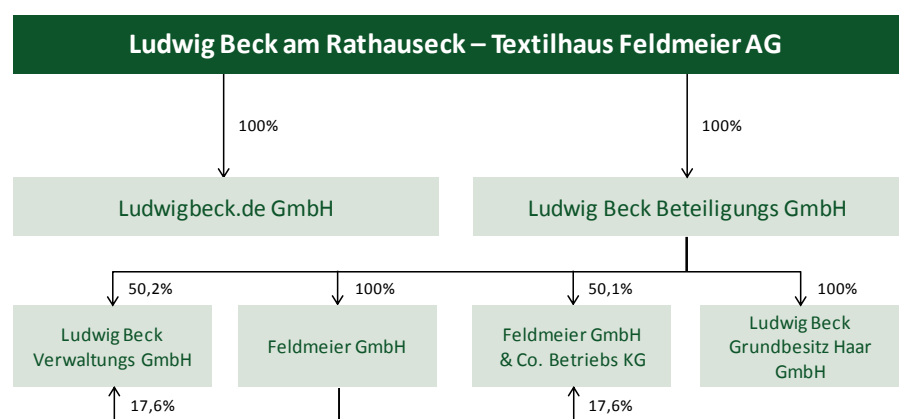 Ludwig Beck am Rathauseck – Textilhaus Feldmeier AG
100%
100%
Ludwigbeck.de GmbH
Ludwig Beck Beteiligungs GmbH
50,2%
100%
50,1%
100%
Ludwig Beck
Verwaltungs GmbH
Feldmeier GmbH
Feldmeier GmbH
& Co. Betriebs KG
Ludwig Beck
Grundbesitz Haar
GmbH
17,6%
17,6%